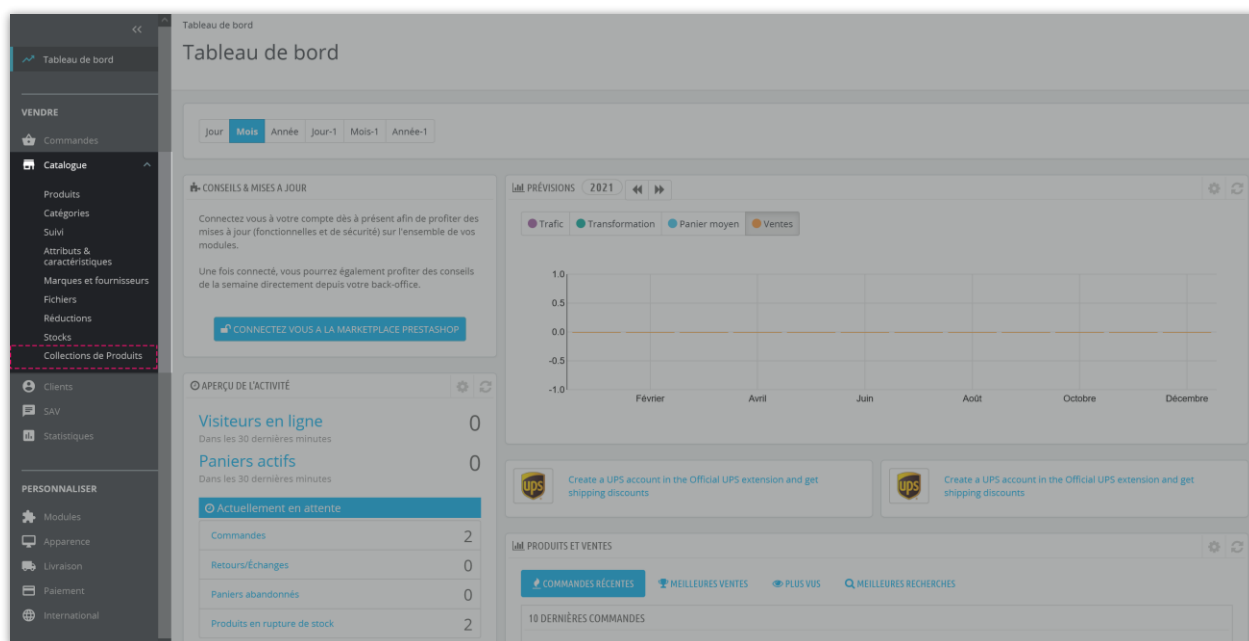 Tableau de bord
VENDRE
Commandes
Catalogue
Produits
Catégories
Suivi
Attributs &
caractéristiques
Marques et fournisseurs
Fichiers
Réductions
Stocks
Collections de Produits
Clients
SAV
Statistiques
PERSONNALISER
Modules
Apparence
Livraison
Paiement
International
Tableau de bord
Tableau de bord
Jour Mois Année Jour-1 Mois-1 Année-1
CONSEILS & MISES A JOUR
Connectez vous à votre compte dès à présent afin de profiter des
mises à jour (fonctionnelles et de sécurité) sur l'ensemble de vos
modules.
Une fois connecté, vous pourrez également profiter des conseils
de la semaine directement depuis votre back-office.
CONNECTEZ VOUS A LA MARKETPLACE PRESTASHOP
APERÇU DE L'ACTIVITÉ
Visiteurs en ligne 0
Dans les 30 dernières minutes
Paniers actifs 0
Dans les 30 dernières minutes
Actuellement en attente
Commandes 2
Retours/Échanges 0
Paniers abandonnés 0
Produits en rupture de stock 2
PRÉVISIONS 2021
Trafic Transformation Panier moyen Ventes
1.0
0.5
0.0
-0.5
-1.0
Février Avril Juin Août Octobre Décembre
ups
Create a UPS account in the Official UPS extension and get
shipping discounts
ups
Create a UPS account in the Official UPS extension and get
shipping discounts
PRODUITS ET VENTES
COMMANDES RÉCENTES MEILLEURES VENTES PLUS VUS MEILLEURES RECHERCHES
10 DERNIÈRES COMMANDES